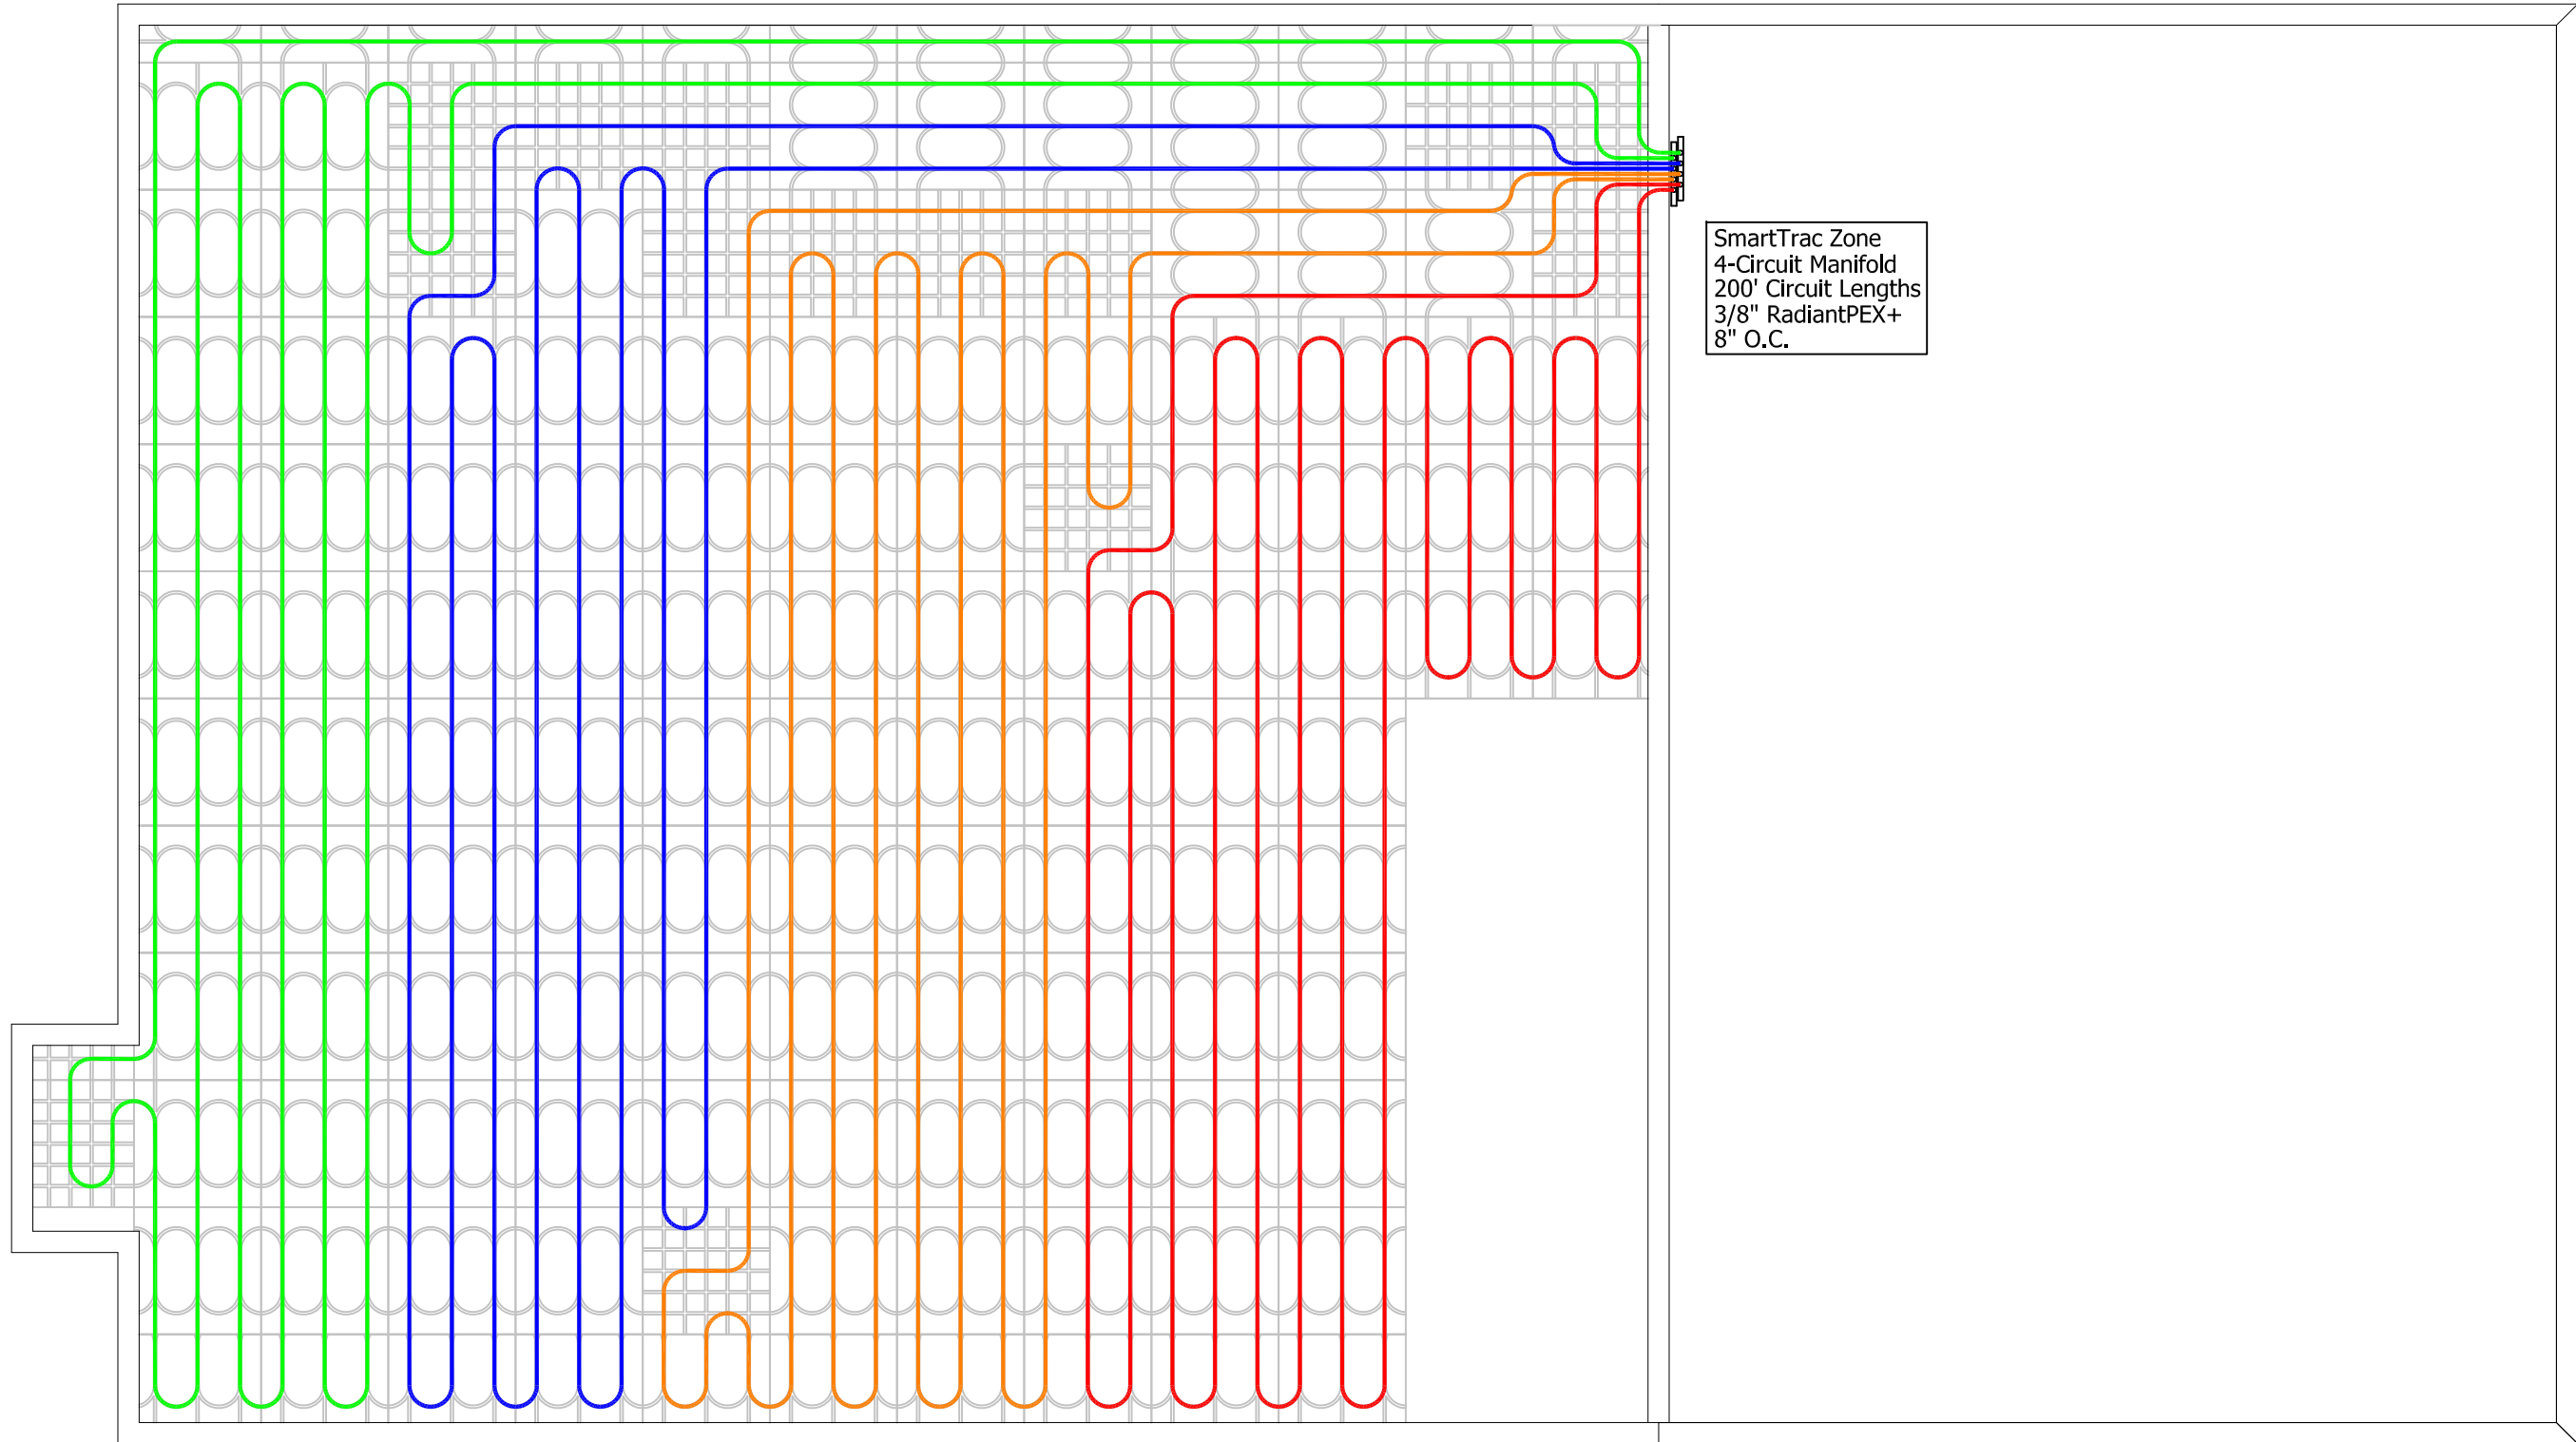 SmartTrac Zone
4-Circuit Manifold
200' Circuit Lengths
3/8" RadiantPEX+
8" O.C.